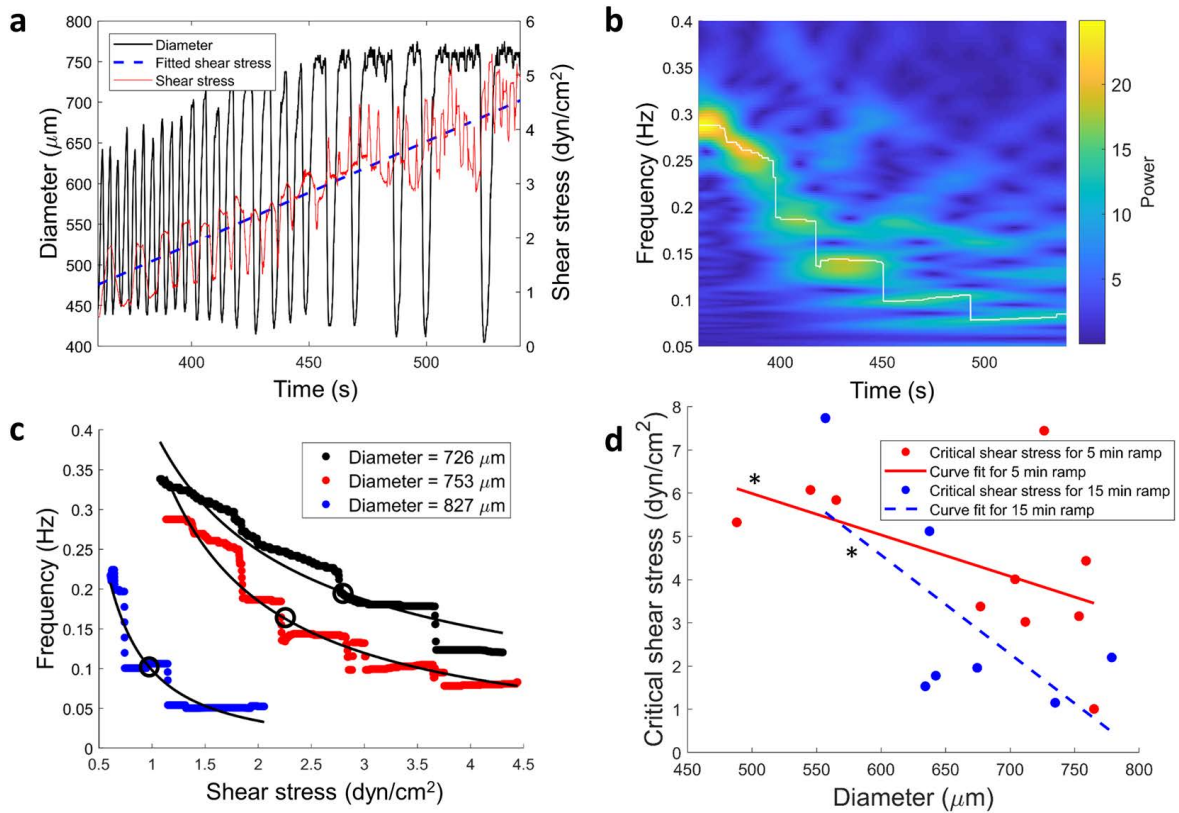 a
800
750
700
650
600
550
500
450
400
Diameter (μm)
Diameter
Fitted shear stress
Shear stress
6
5
4
3
2
1
0
Shear stress (dyn/cm²)
400
450
500
Time (s)
b
0.4
0.35
0.3
0.25
0.2
0.15
0.1
0.05
Frequency (Hz)
400
450
500
Time (s)
20
15
10
5
Power
c
0.4
0.35
0.3
0.25
0.2
0.15
0.1
0.05
0
Frequency (Hz)
Diameter = 726 μm
Diameter = 753 μm
Diameter = 827 μm
0.5
1
1.5
2
2.5
3
3.5
4
4.5
Shear stress (dyn/cm²)
d
8
7
6
5
4
3
2
1
0
Critical shear stress (dyn/cm²)
Critical shear stress for 5 min ramp
Curve fit for 5 min ramp
Critical shear stress for 15 min ramp
Curve fit for 15 min ramp
*
*
450
500
550
600
650
700
750
800
Diameter (μm)